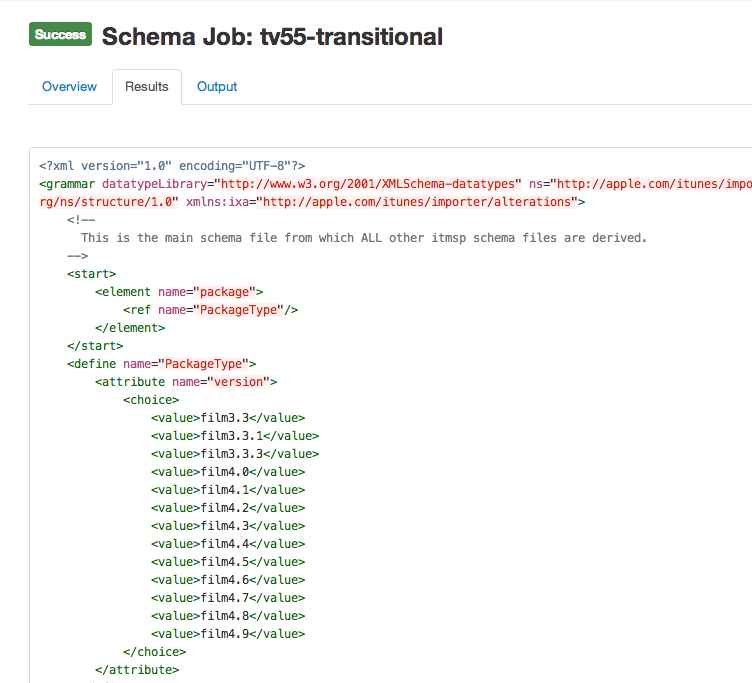 Success Schema Job: tv55-transitional
Overview Results Output
<?xml version="1.0" encoding="UTF-8"?>
<grammar datatypeLibrary="http://www.w3.org/2001/XMLSchema-datatypes" ns="http://apple.com/itunes/impo
rg/ns/structure/1.0" xmlns:ixa="http://apple.com/itunes/importer/alterations">
<!--
This is the main schema file from which ALL other itmsp schema files are derived.
-->
<start>
<element name="package">
<ref name="PackageType"/>
</element>
</start>
<define name="PackageType">
<attribute name="version">
<choice>
<value>film3.3</value>
<value>film3.3.1</value>
<value>film3.3.3</value>
<value>film4.0</value>
<value>film4.1</value>
<value>film4.2</value>
<value>film4.3</value>
<value>film4.4</value>
<value>film4.5</value>
<value>film4.6</value>
<value>film4.7</value>
<value>film4.8</value>
<value>film4.9</value>
</choice>
</attribute>